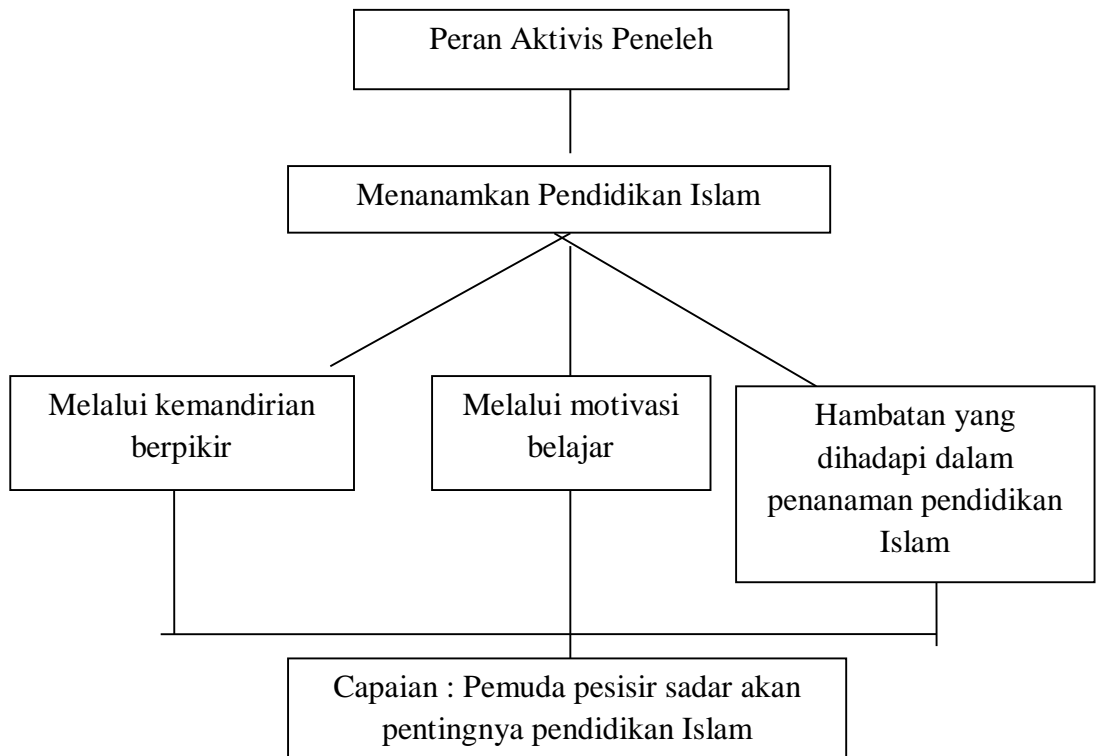 Peran Aktivis Peneleh
Menanamkan Pendidikan Islam
Melalui kemandirian
berpikir
Melalui motivasi
belajar
Hambatan yang
dihadapi dalam
penanaman pendidikan
Islam
Capaian : Pemuda pesisir sadar akan
pentingnya pendidikan Islam